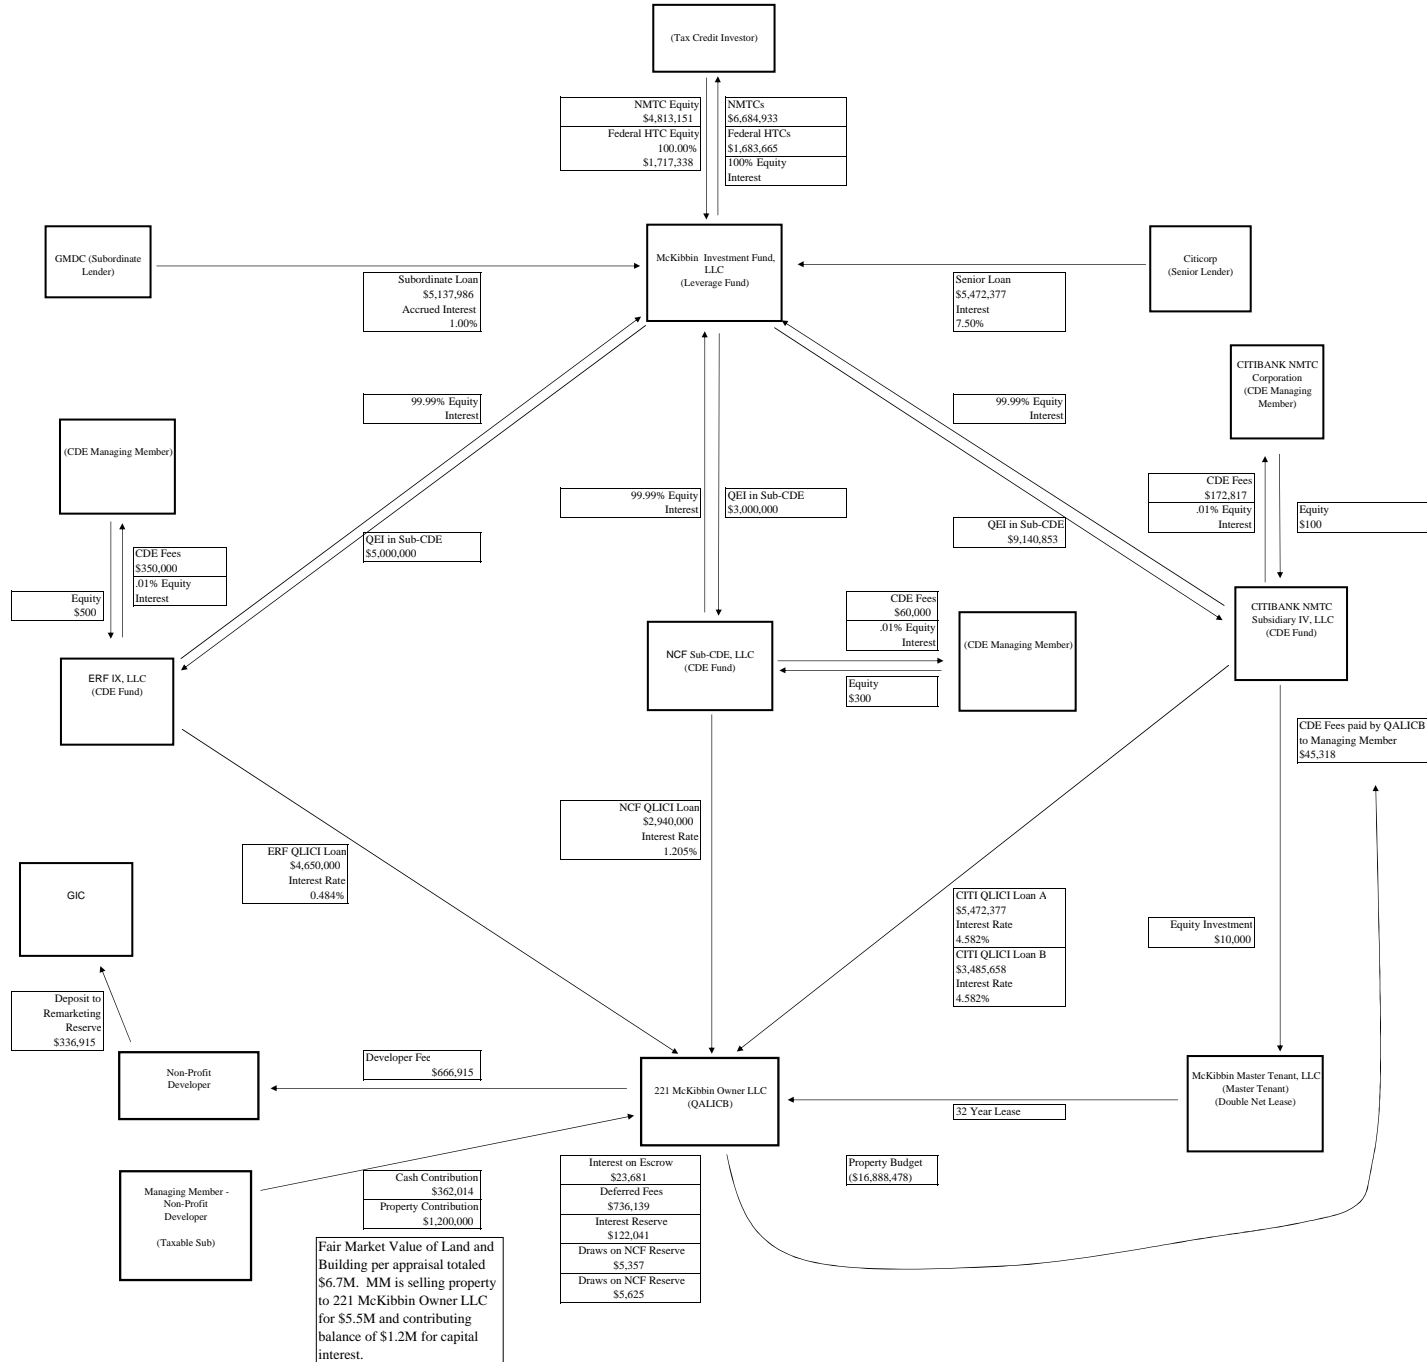 (Tax Credit Investor)
NMTC Equity
$4,813,151
Federal HTC Equity
100.00%
$1,717,338
NMTCs
$6,684,933
Federal HTCs
$1,683,665
100% Equity
Interest
GMDC (Subordinate
Lender)
McKibbin Investment Fund,
LLC
(Leverage Fund)
Citicorp
(Senior Lender)
Subordinate Loan
$5,137,986
Accrued Interest
1.00%
Senior Loan
$5,472,377
Interest
7.50%
CITIBANK NMTC
Corporation
(CDE Managing
Member)
99.99% Equity
Interest
99.99% Equity
Interest
(CDE Managing Member)
CDE Fees
$172,817
.01% Equity
Interest
Equity
$100
99.99% Equity
Interest
QEI in Sub-CDE
$3,000,000
QEI in Sub-CDE
$9,140,853
QEI in Sub-CDE
$5,000,000
CDE Fees
$350,000
.01% Equity
Interest
Equity
$500
CDE Fees
$60,000
.01% Equity
Interest
CITIBANK NMTC
Subsidiary IV, LLC
(CDE Fund)
ERF IX, LLC
(CDE Fund)
NCF Sub-CDE, LLC
(CDE Fund)
(CDE Managing Member)
Equity
$300
CDE Fees paid by QALICB
to Managing Member
$45,318
NCF QLICI Loan
$2,940,000
Interest Rate
1.205%
ERF QLICI Loan
$4,650,000
Interest Rate
0.484%
GIC
CITI QLICI Loan A
$5,472,377
Interest Rate
4.582%
CITI QLICI Loan B
$3,485,658
Interest Rate
4.582%
Equity Investment
$10,000
Deposit to
Remarketing
Reserve
$336,915
Non-Profit
Developer
Developer Fee
$666,915
221 McKibbin Owner LLC
(QALICB)
McKibbin Master Tenant, LLC
(Master Tenant)
(Double Net Lease)
32 Year Lease
Managing Member -
Non-Profit
Developer
(Taxable Sub)
Cash Contribution
$362,014
Property Contribution
$1,200,000
Interest on Escrow
$23,681
Deferred Fees
$736,139
Interest Reserve
$122,041
Draws on NCF Reserve
$5,357
Draws on NCF Reserve
$5,625
Property Budget
($16,888,478)
Fair Market Value of Land and
Building per appraisal totaled
$6.7M. MM is selling property
to 221 McKibbin Owner LLC
for $5.5M and contributing
balance of $1.2M for capital
interest.